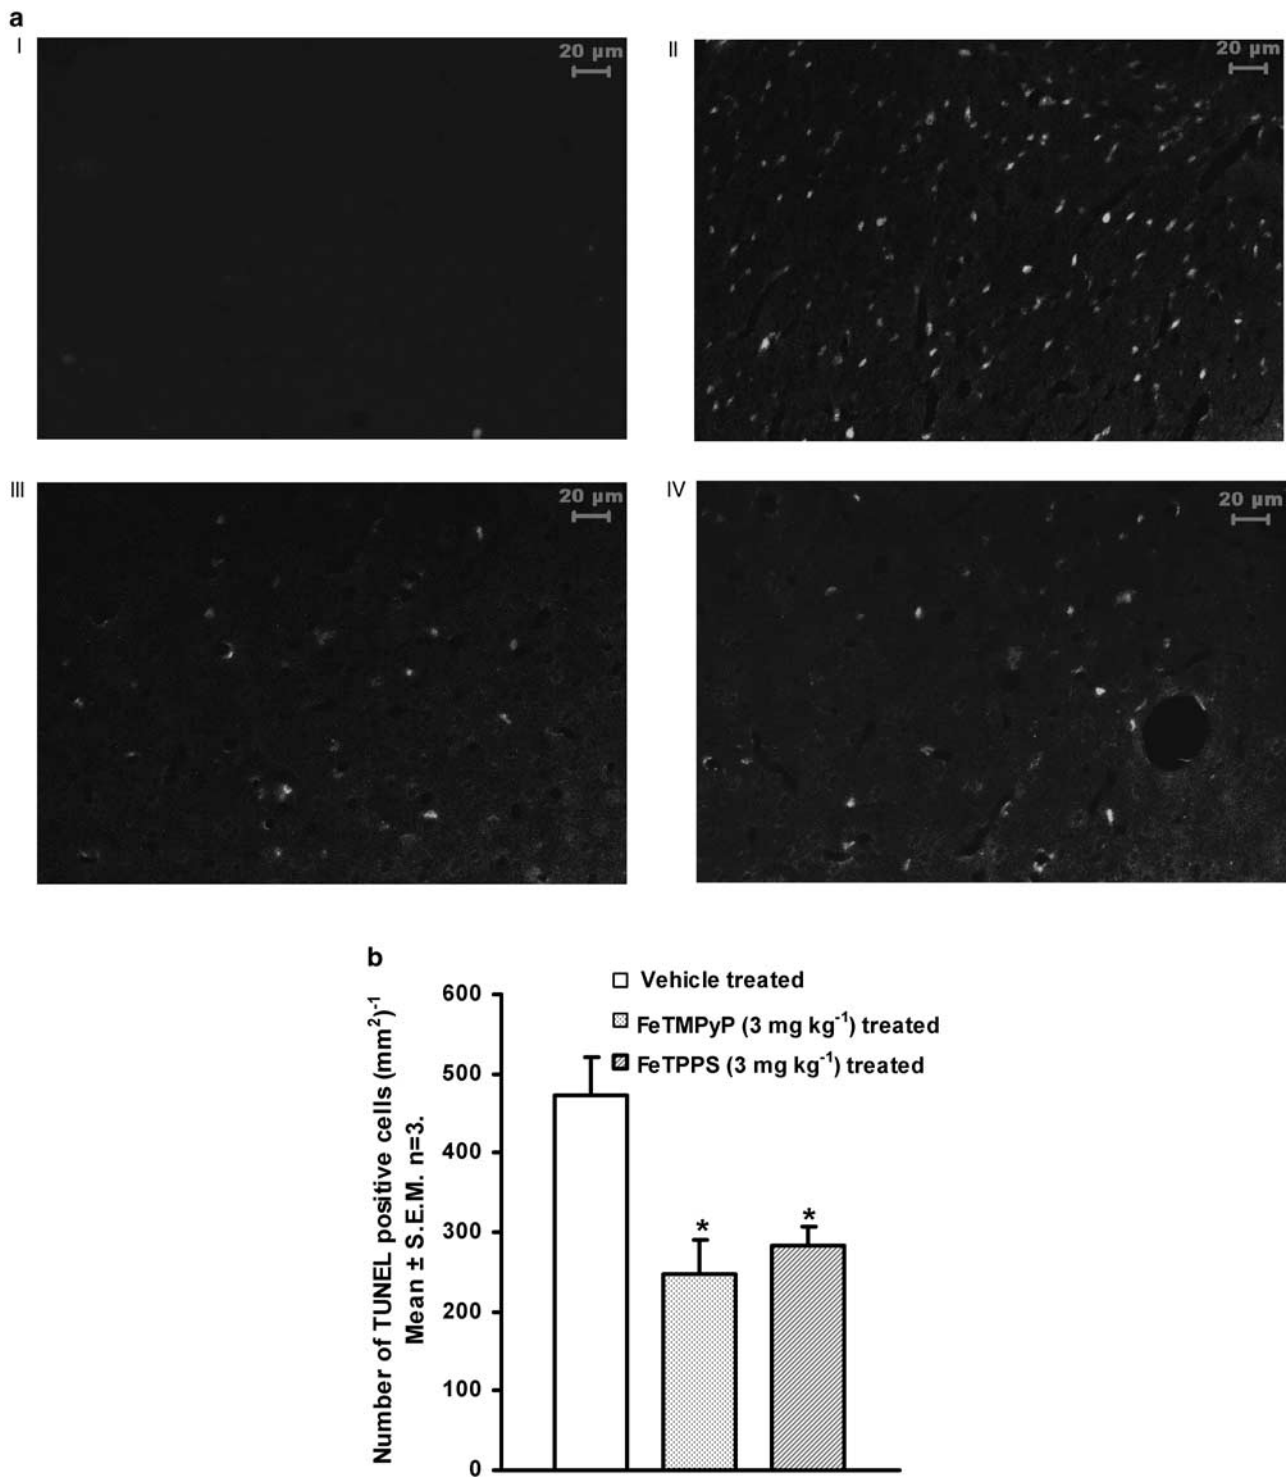 a
I
20 µm
II
20 µm
III
20 µm
IV
20 µm
b
Number of TUNEL positive cells (mm²)⁻¹
Mean ± S.E.M. n=3.
600
500
400
300
200
100
0
Vehicle treated
FeTMPyP (3 mg kg⁻¹) treated
FeTPPS (3 mg kg⁻¹) treated
*
*